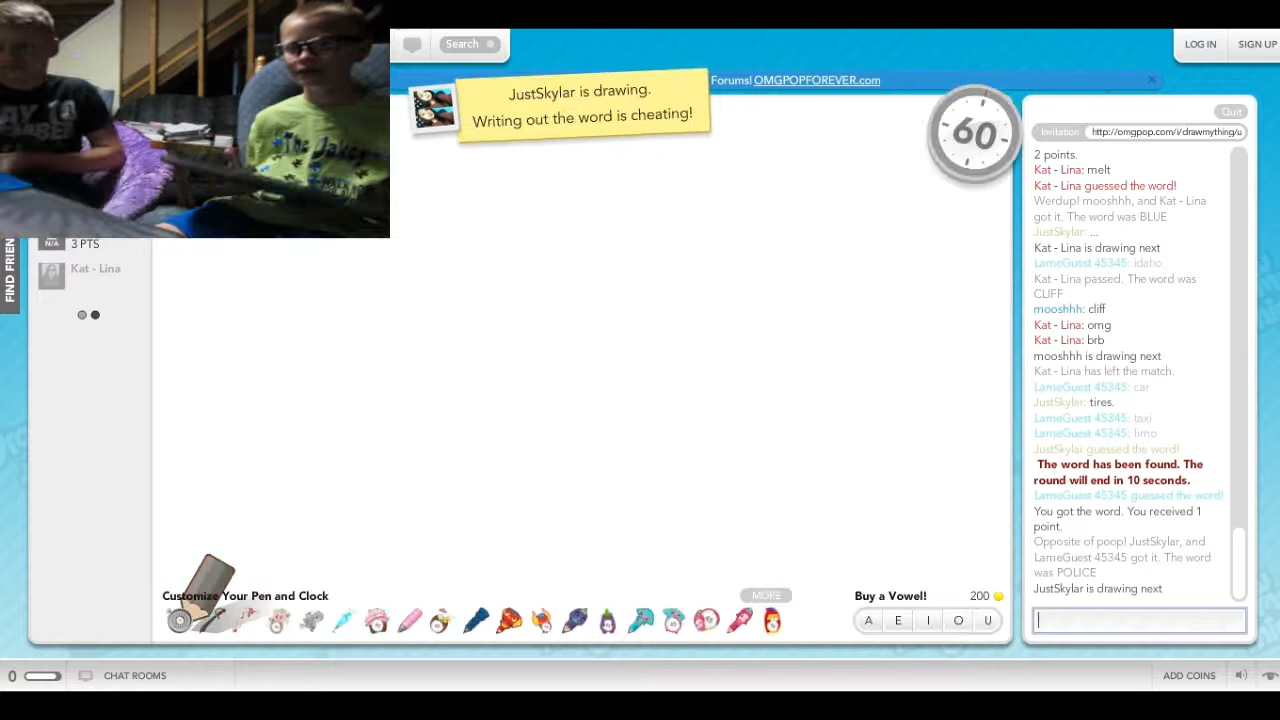 Search
LOG IN
SIGN UP
Forums! OMGPOPFOREVER.com
JustSkylar is drawing.
Writing out the word is cheating!
60
Quit
Invitation
http://omgpop.com/i/drawmything/u
FIND FRIEN
N/A
3 PTS
Kat - Lina
2 points.
Kat - Lina: melt
Kat - Lina guessed the word!
Werdup! mooshhh, and Kat - Lina
got it. The word was BLUE
JustSkylar: ...
Kat - Lina is drawing next
LameGuest 45345: idaho
Kat - Lina passed. The word was
CLIFF
mooshhh: cliff
Kat - Lina: omg
Kat - Lina: brb
mooshhh is drawing next
Kat - Lina has left the match.
LameGuest 45345: car
JustSkylar: tires.
LameGuest 45345: taxi
LameGuest 45345: limo
JustSkylar guessed the word!
The word has been found. The
round will end in 10 seconds.
LameGuest 45345 guessed the word!
You got the word. You received 1
point.
Opposite of poop! JustSkylar, and
LameGuest 45345 got it. The word
was POLICE
JustSkylar is drawing next
Customize Your Pen and Clock
MORE
Buy a Vowel!
200
A E I O U
0
CHAT ROOMS
ADD COINS